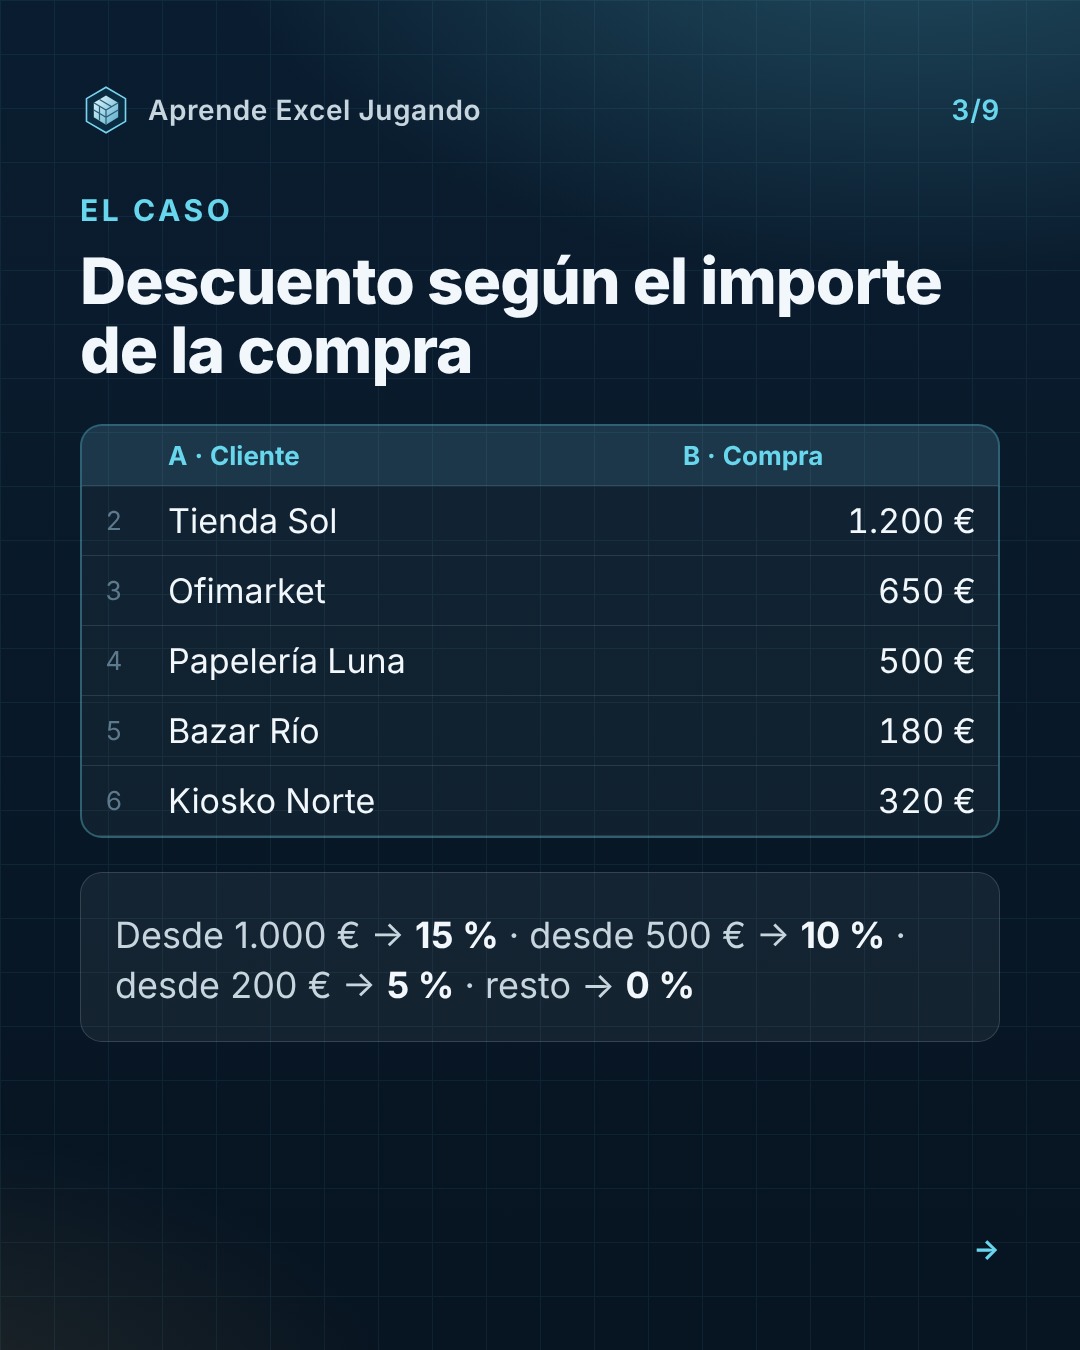 Aprende Excel Jugando
3/9
EL CASO
Descuento según el importe
de la compra
A · Cliente B · Compra
2 Tienda Sol 1.200 €
3 Ofimarket 650 €
4 Papelería Luna 500 €
5 Bazar Río 180 €
6 Kiosko Norte 320 €
Desde 1.000 € → 15 % · desde 500 € → 10 % ·
desde 200 € → 5 % · resto → 0 %
→